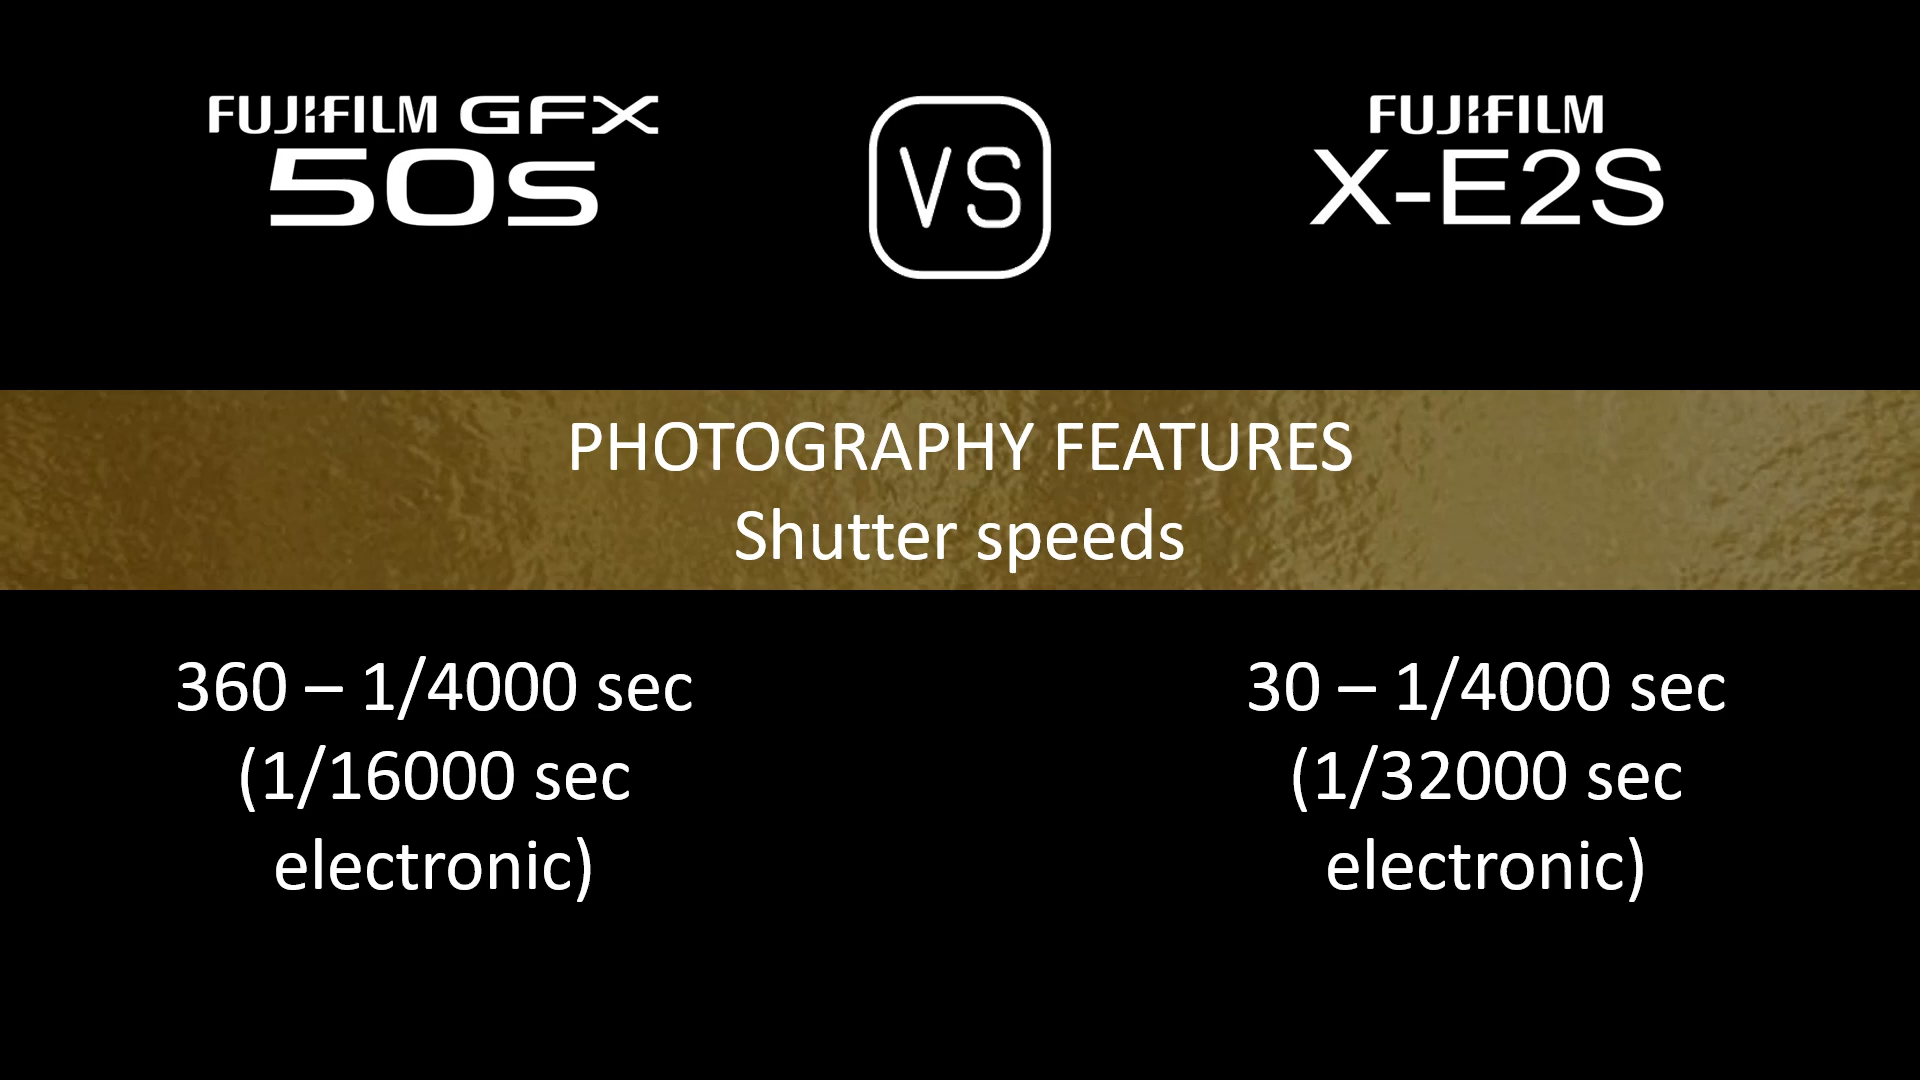 FUJIFILM GFX
50s
VS
FUJIFILM
X-E2S
PHOTOGRAPHY FEATURES
Shutter speeds
360 – 1/4000 sec
(1/16000 sec
electronic)
30 – 1/4000 sec
(1/32000 sec
electronic)